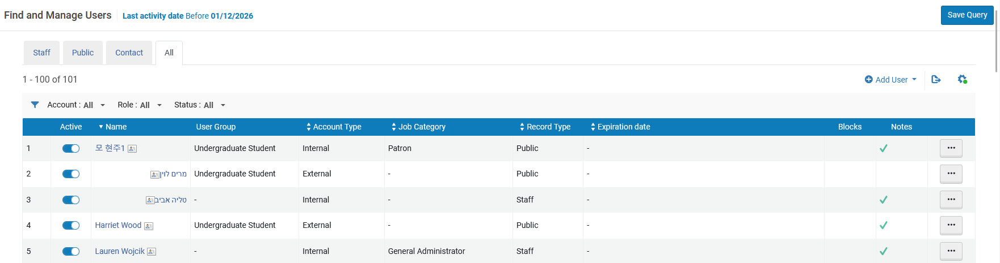 Find and Manage Users Last activity date Before 01/12/2026 Save Query
Staff Public Contact All
1 - 100 of 101 Add User
Account : All Role : All Status : All
Active Name User Group Account Type Job Category Record Type Expiration date Blocks Notes
1 모 현주1 Undergraduate Student Internal Patron Public -
2 מרים לוין Undergraduate Student External - Public -
3 טליה אביב - Internal - Staff -
4 Harriet Wood Undergraduate Student External - Public -
5 Lauren Wojcik - Internal General Administrator Staff -